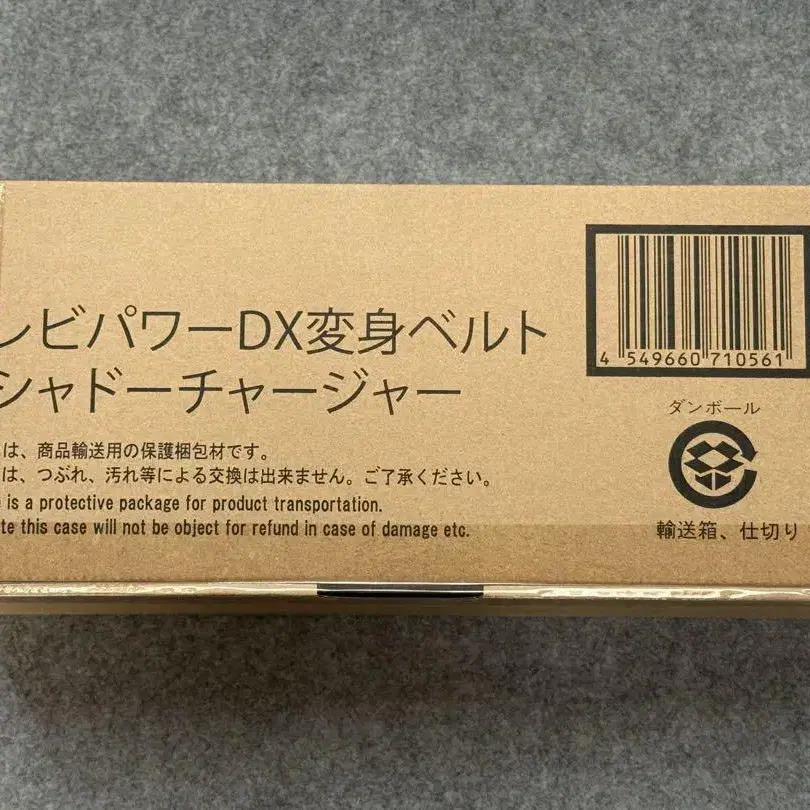 レビパワーDX変身ベルト
シャドーチャージャー
は、商品輸送用の保護梱包材です。
は、つぶれ、汚れ等による交換は出来ません。ご了承ください。
is a protective package for product transportation.
te this case will not be object for refund in case of damage etc.
4 549660 710561
ダンボール
輸送箱、仕切り